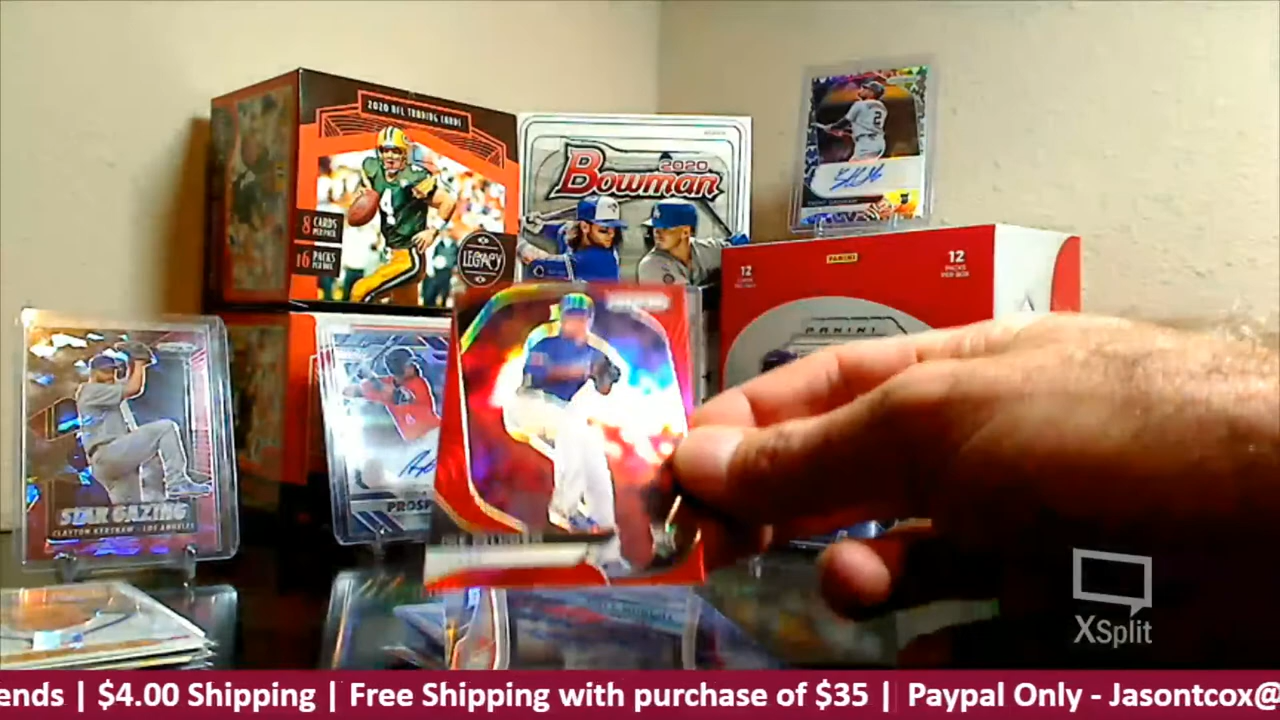 2020 NFL TRADING CARDS
8 CARDS
PER PACK
16 PACKS
PER BOX
LEGACY
2020
Bowman
12
12
PACKS
PER BOX
PANINI
PANINI
2
STAR GAZING
CLAYTON KERSHAW - LOS ANGELES
PROSP
XSplit
ends | $4.00 Shipping | Free Shipping with purchase of $35 | Paypal Only - Jasontcox@